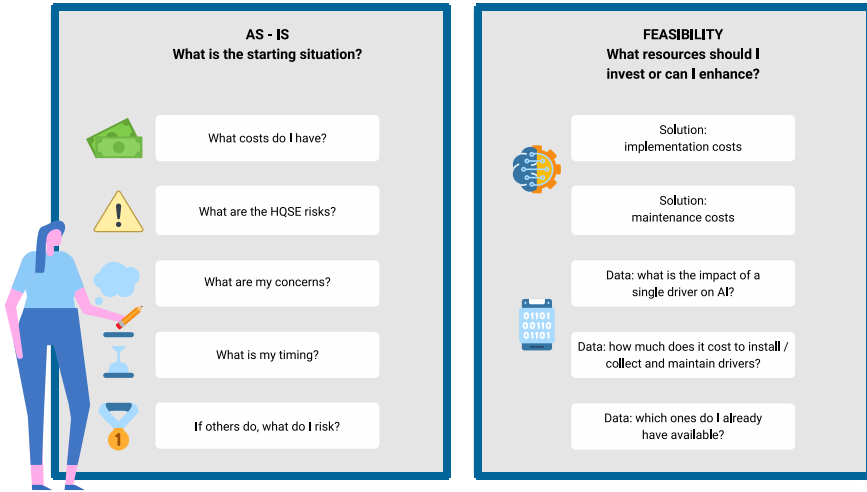 AS - IS
What is the starting situation?
What costs do I have?
What are the HQSE risks?
What are my concerns?
What is my timing?
1
If others do, what do I risk?
FEASIBILITY
What resources should I
invest or can I enhance?
Solution:
implementation costs
Solution:
maintenance costs
Data: what is the impact of a
single driver on AI?
01101
00110
01101
Data: how much does it cost to install /
collect and maintain drivers?
Data: which ones do I already
have available?